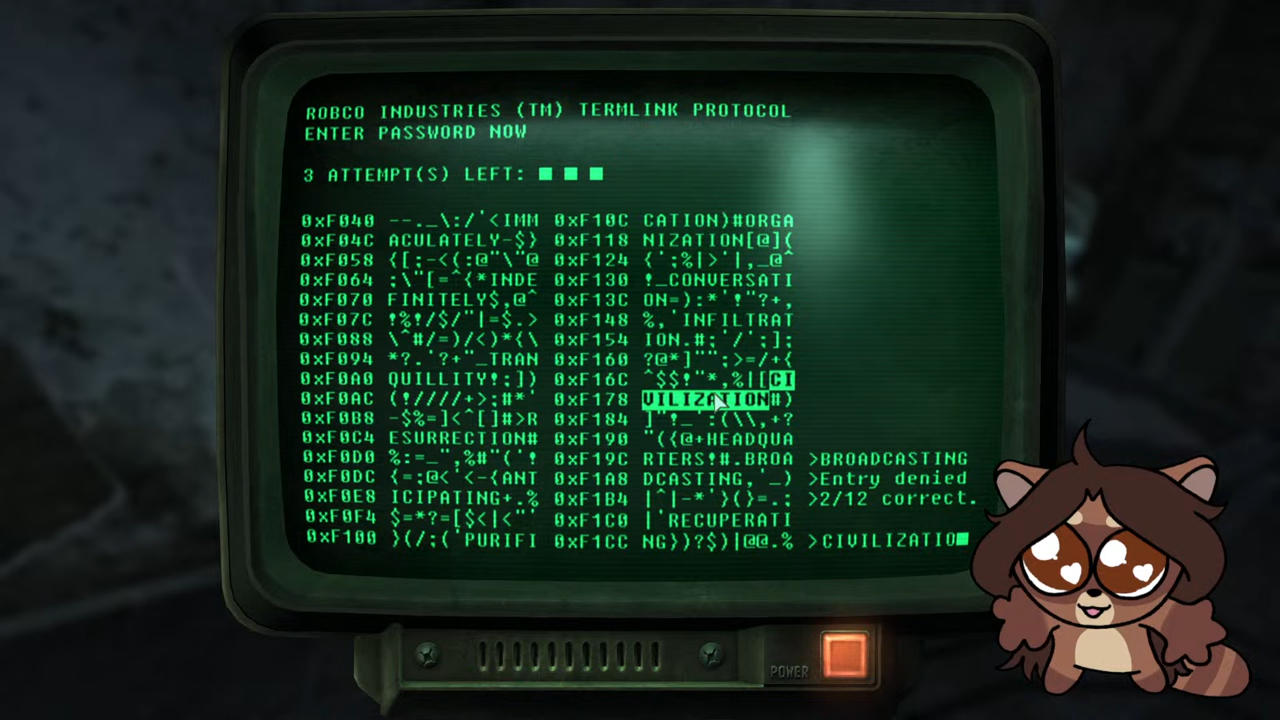 ROBCO INDUSTRIES (TM) TERMLINK PROTOCOL
ENTER PASSWORD NOW
3 ATTEMPT(S) LEFT: ■ ■ ■
0xF040 --._\:/'<IMM 0xF10C CATION)#ORGA
0xF04C ACULATELY-$} 0xF118 NIZATION[@](
0xF058 {[;-<(:@"\"@ 0xF124 {';%|>'|,_@^
0xF064 ;\"[=^{*INDE 0xF130 !_CONVERSATI
0xF070 FINITELY$,@^ 0xF13C ON=):*'!"?+,
0xF07C !%!/$/"|=$.> 0xF148 %,'INFILTRAT
0xF088 \^#/=)/<)*{\ 0xF154 ION.#;'/';];
0xF094 *?.'?+"_TRAN 0xF160 ?@*]"";>=/+{
0xF0A0 QUILLITY!;]) 0xF16C ^$$!"*,%|[CI
0xF0AC (!////+>;#*' 0xF178 VILIZATION#)
0xF0B8 -$%=]<^[]#>R 0xF184 ]"!_':(\\,+?
0xF0C4 ESURRECTION# 0xF190 "({@+HEADQUA
0xF0D0 %:=_",%#"('! 0xF19C RTERS!#.BROA >BROADCASTING
0xF0DC {=;@<'<-{ANT 0xF1A8 DCASTING,'_) >Entry denied
0xF0E8 ICIPATING+.% 0xF1B4 |^|-*'}(}=.: >2/12 correct.
0xF0F4 $=*?=[$<|<"' 0xF1C0 |'RECUPERATI
0xF100 }(/;('PURIFI 0xF1CC NG})?$)|@@.% >CIVILIZATIO■
POWER